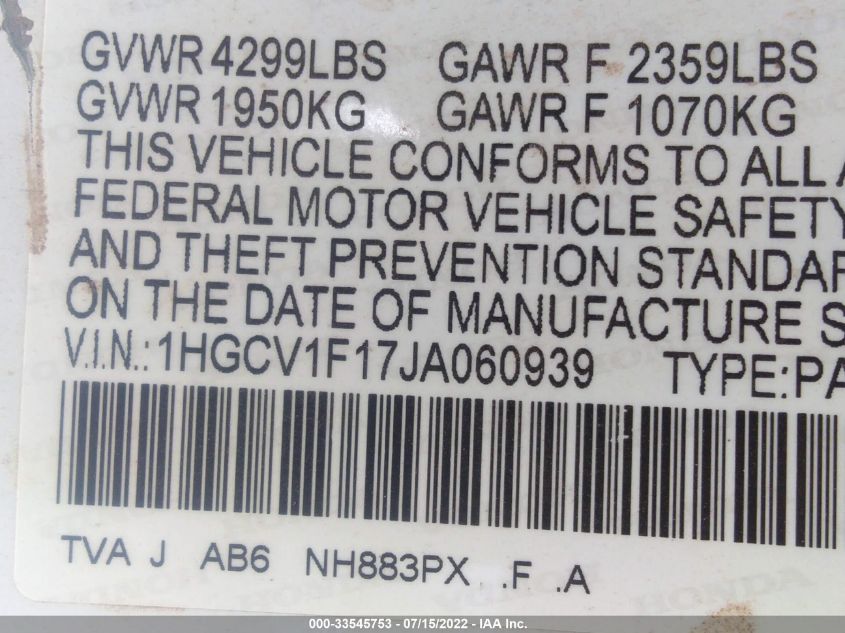 GVWR 4299LBS GAWR F 2359LBS
GVWR 1950KG GAWR F 1070KG
THIS VEHICLE CONFORMS TO ALL A
FEDERAL MOTOR VEHICLE SAFETY
AND THEFT PREVENTION STANDAR
ON THE DATE OF MANUFACTURE S
V.I.N.:1HGCV1F17JA060939 TYPE:PA
TVA J AB6 NH883PX ..F .A
000-33545753 - 07/15/2022 - IAA Inc.